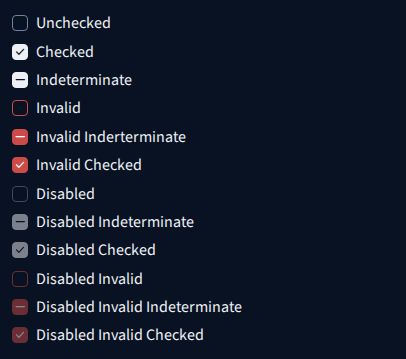 Unchecked
Checked
Indeterminate
Invalid
Invalid Inderterminate
Invalid Checked
Disabled
Disabled Indeterminate
Disabled Checked
Disabled Invalid
Disabled Invalid Indeterminate
Disabled Invalid Checked